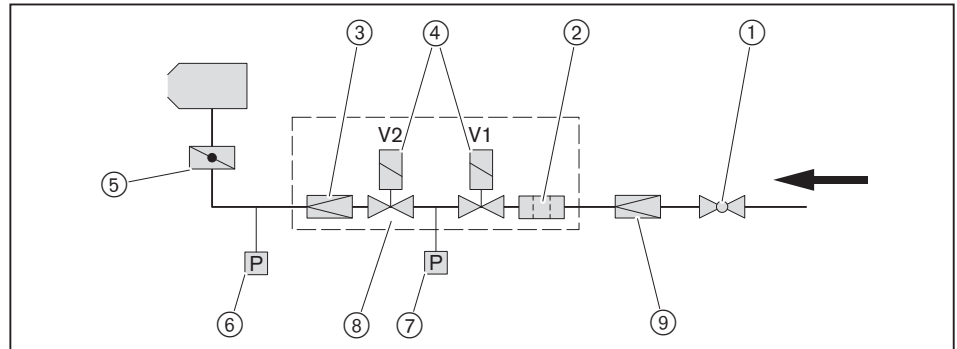 ③ ④ ② ①
V2 V1
⑤
P P
⑥ ⑧ ⑦ ⑨